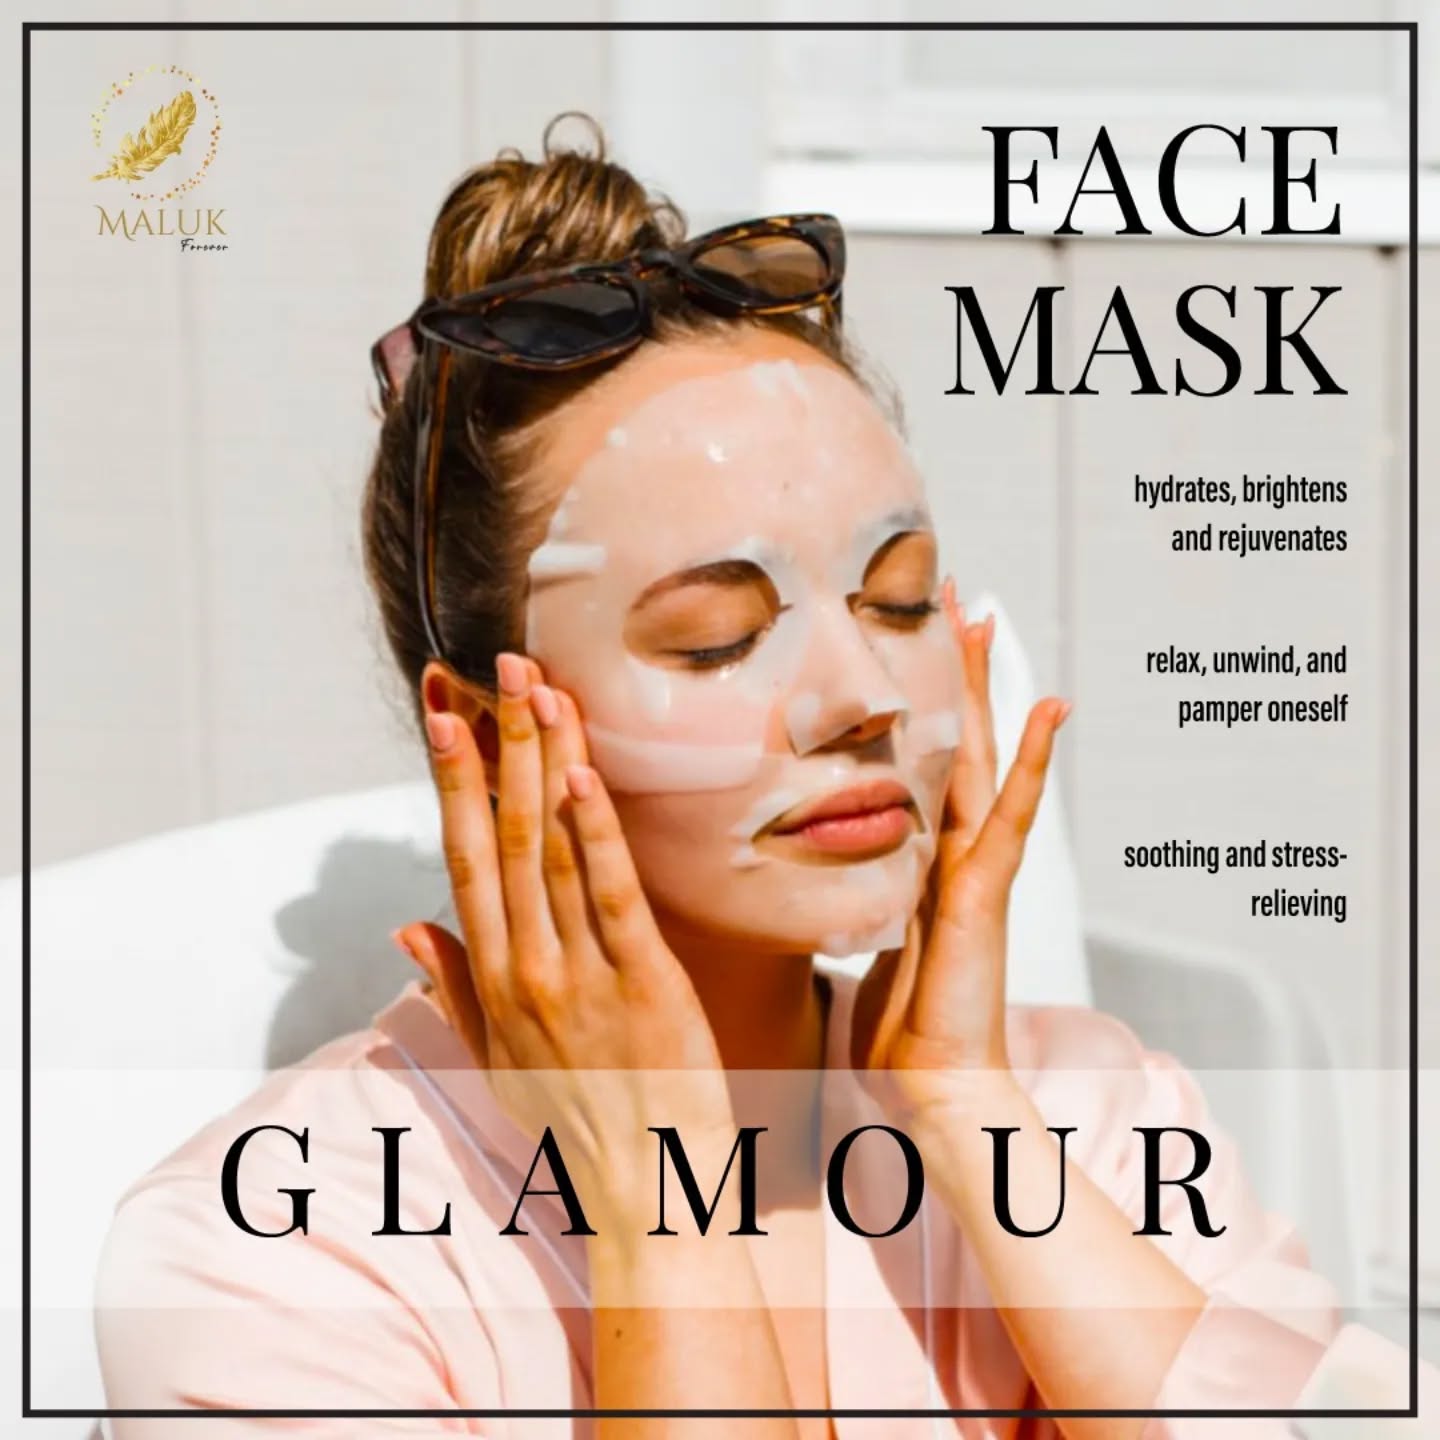 MALUK
Forever
FACE
MASK
hydrates, brightens
and rejuvenates
relax, unwind, and
pamper oneself
soothing and stress-
relieving
GLAMOUR